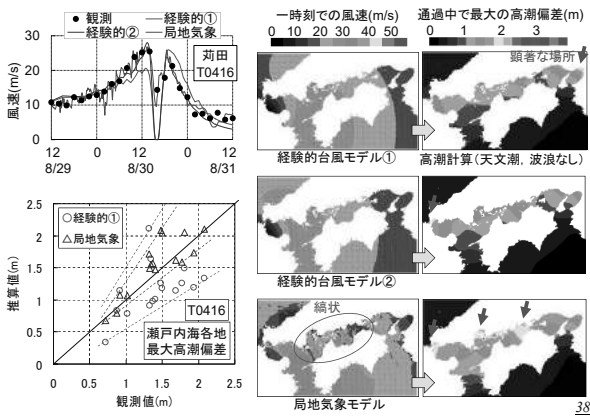 ● 観測 経験的①
経験的② 局地気象
苅田
T0416
風速(m/s)
30
20
10
0
12 0 12 0 12
8/29 8/30 8/31
○経験的①
△局地気象
推算値(m)
2.5
2
1.5
1
0.5
0
T0416
瀬戸内海各地
最大高潮偏差
0 0.5 1 1.5 2 2.5
観測値(m)
一時刻での風速(m/s)
0 10 20 30 40 50
通過中で最大の高潮偏差(m)
0 1 2 3
顕著な場所
経験的台風モデル①
高潮計算(天文潮，波浪なし)
経験的台風モデル②
縞状
局地気象モデル
38